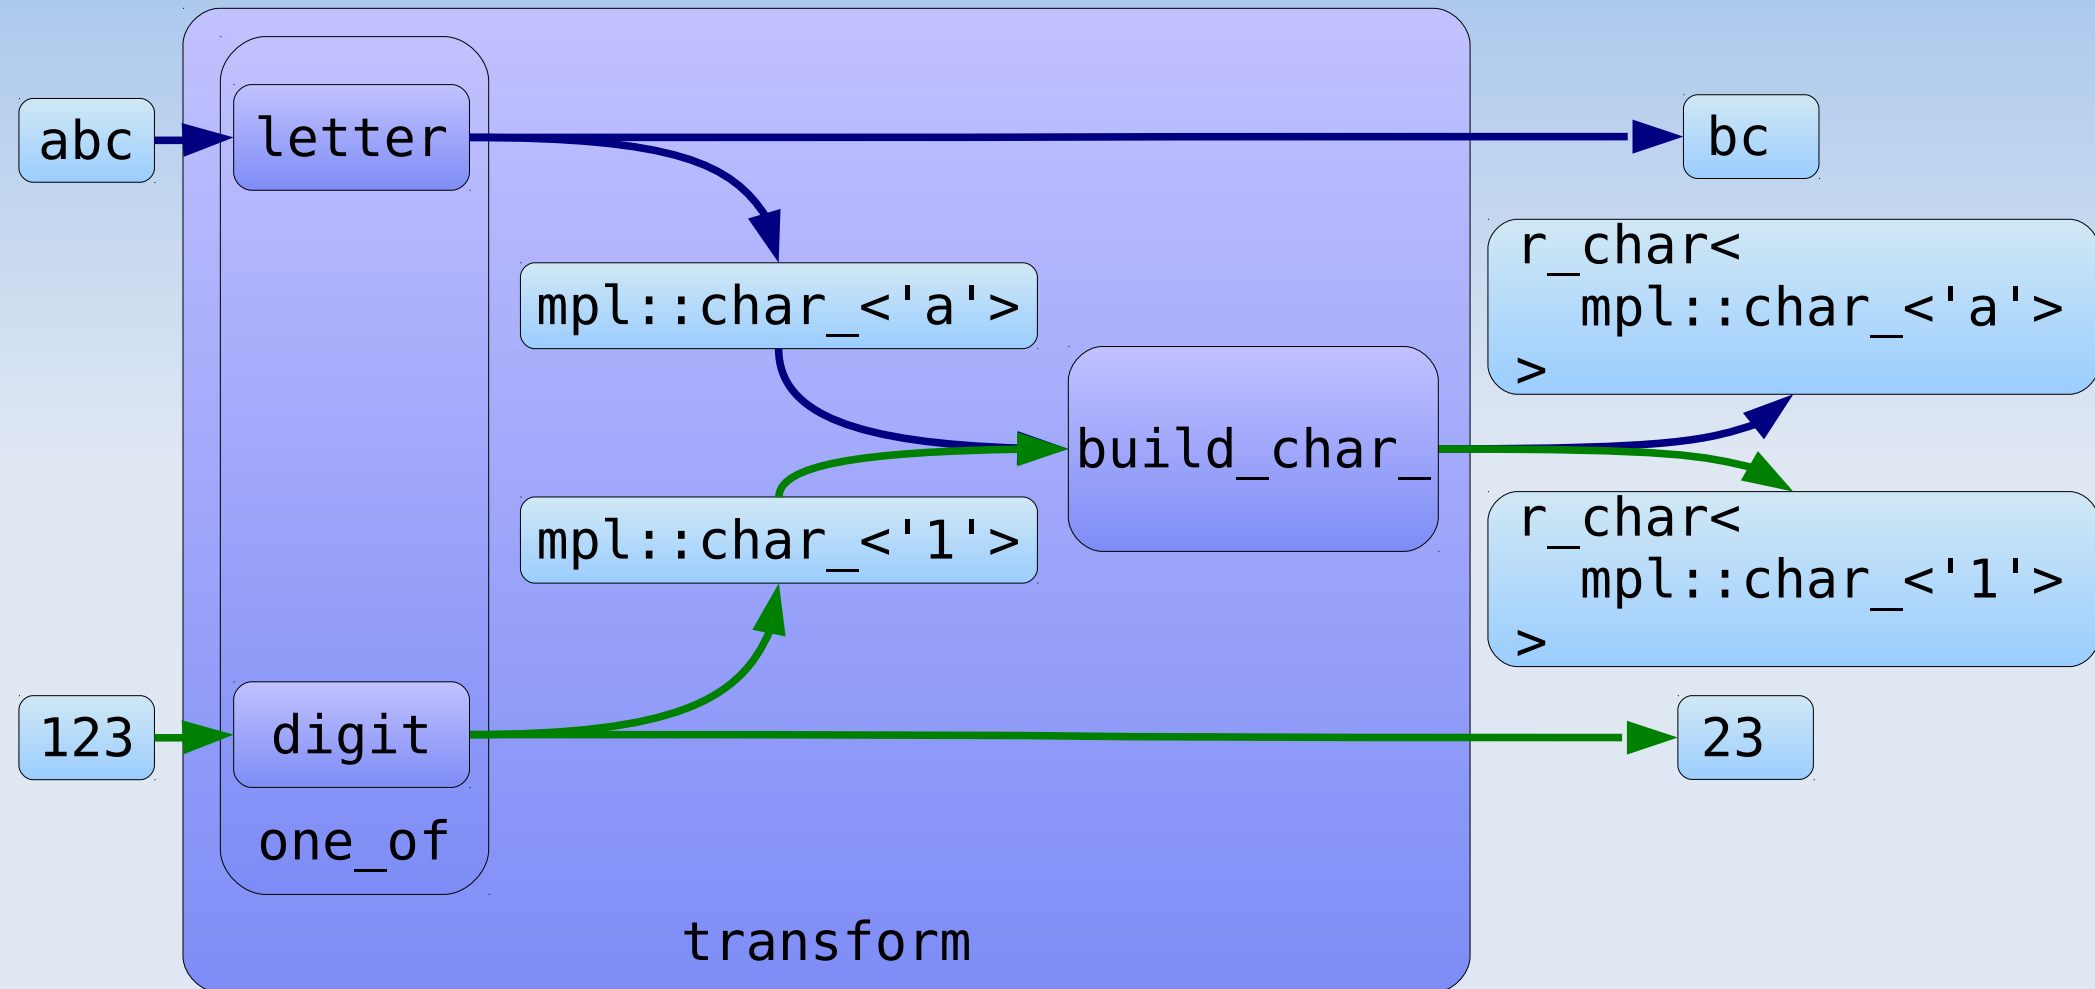 abc
letter
bc
mpl::char_<'a'>
r_char<
  mpl::char_<'a'>
>
build_char_
mpl::char_<'1'>
r_char<
  mpl::char_<'1'>
>
123
digit
23
one_of
transform